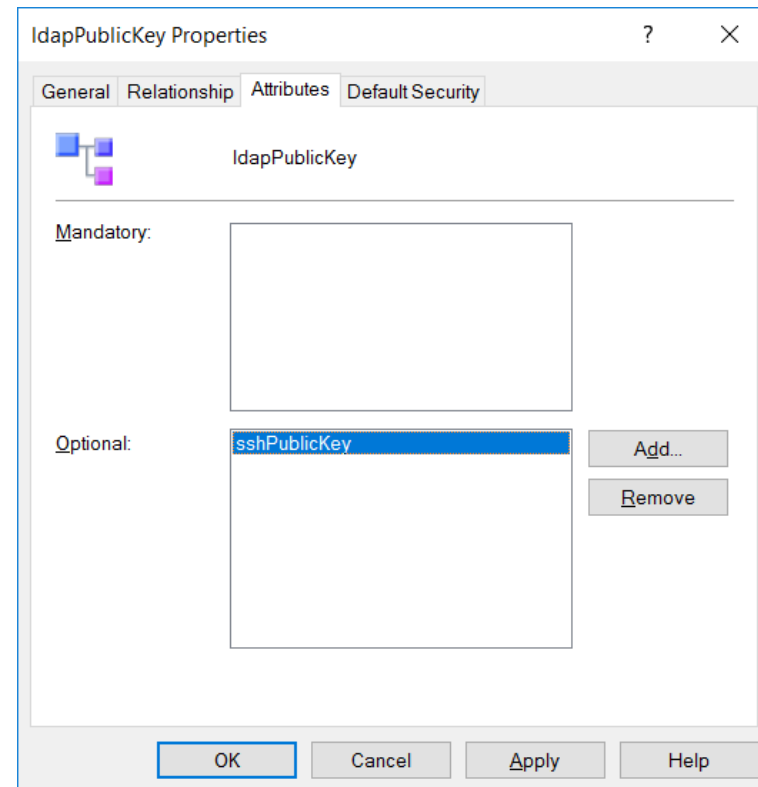 ldapPublicKey Properties
?
General Relationship Attributes Default Security
ldapPublicKey
Mandatory:
Optional:
sshPublicKey
Add...
Remove
OK Cancel Apply Help